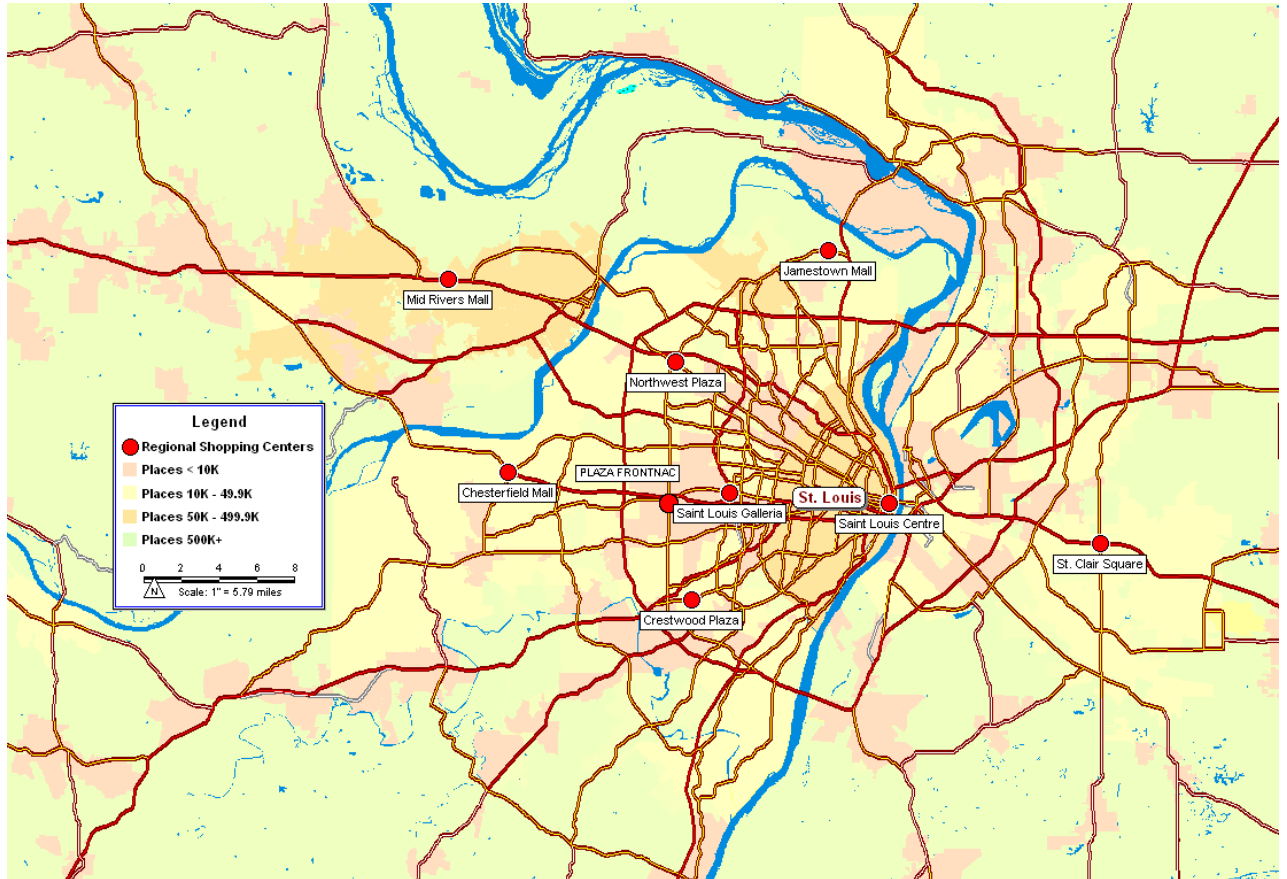 Jamestown Mall
Mid Rivers Mall
Northwest Plaza
Legend
Regional Shopping Centers
Places < 10K
Places 10K - 49.9K
Places 50K - 499.9K
Places 500K+
0 2 4 6 8
N
Scale: 1" = 5.79 miles
PLAZA FRONTNAC
Chesterfield Mall
St. Louis
Saint Louis Galleria
Saint Louis Centre
St. Clair Square
Crestwood Plaza